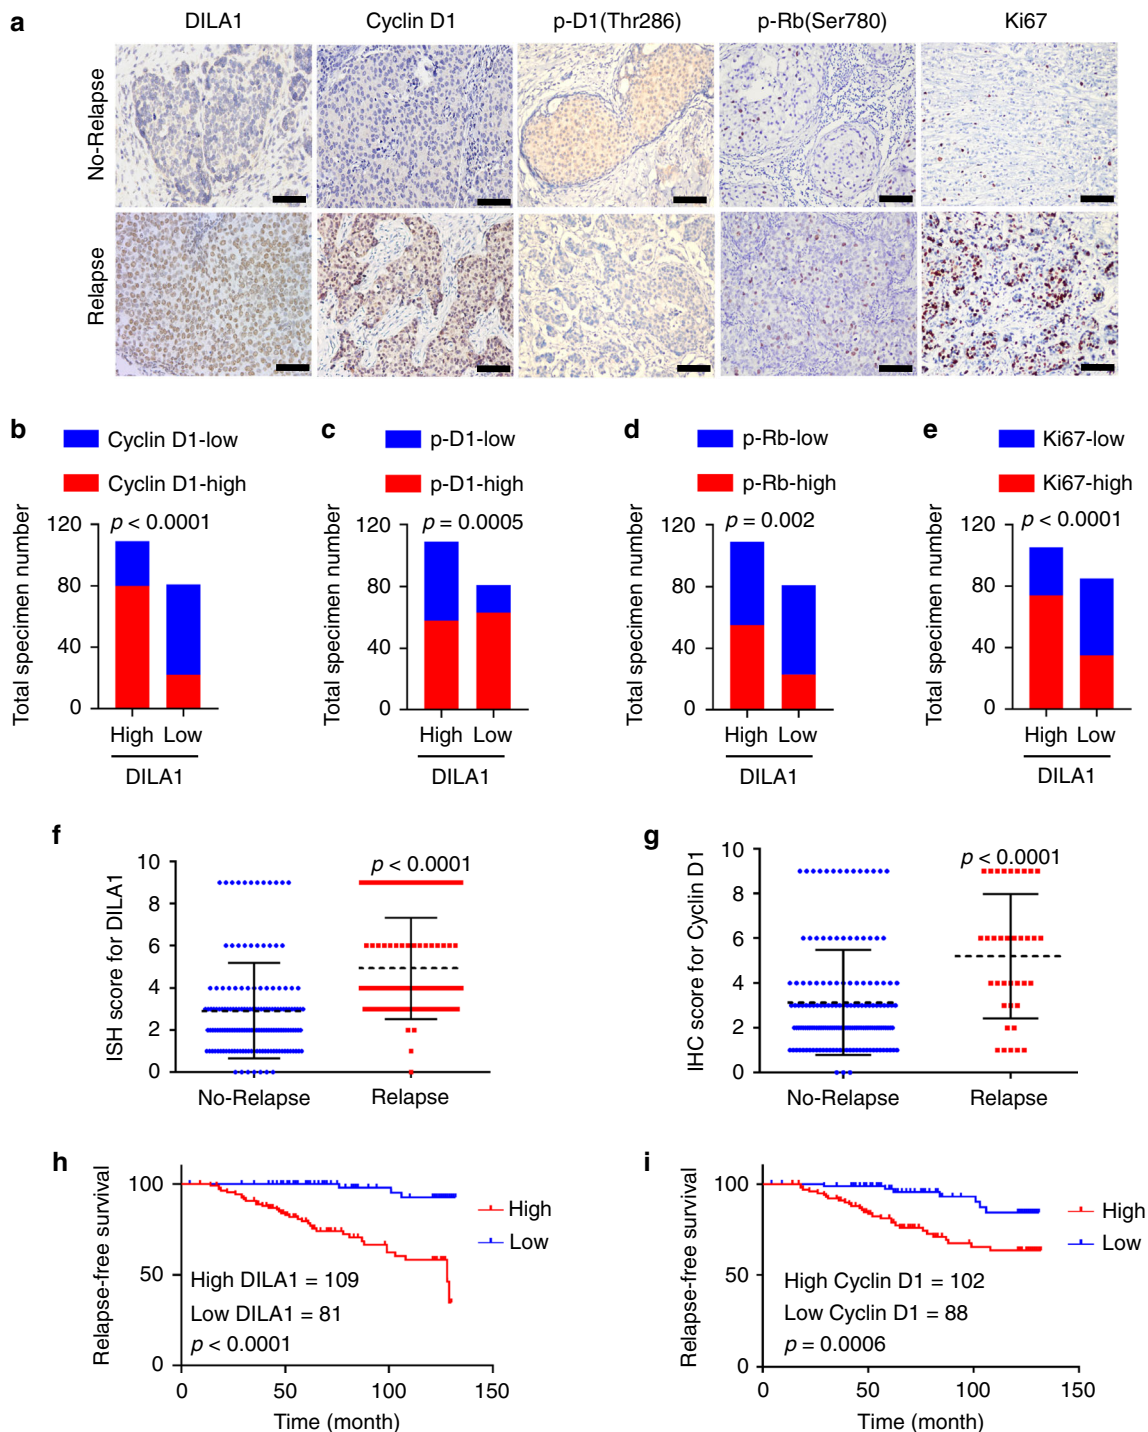 a
DILA1
Cyclin D1
p-D1(Thr286)
p-Rb(Ser780)
Ki67
No-Relapse
Relapse
b
Cyclin D1-low
Cyclin D1-high
p < 0.0001
Total specimen number
120
80
40
0
High Low
DILA1
c
p-D1-low
p-D1-high
p = 0.0005
Total specimen number
120
80
40
0
High Low
DILA1
d
p-Rb-low
p-Rb-high
p = 0.002
Total specimen number
120
80
40
0
High Low
DILA1
e
Ki67-low
Ki67-high
p < 0.0001
Total specimen number
120
80
40
0
High Low
DILA1
f
p < 0.0001
ISH score for DILA1
10
8
6
4
2
0
No-Relapse
Relapse
g
p < 0.0001
IHC score for Cyclin D1
10
8
6
4
2
0
No-Relapse
Relapse
h
Relapse-free survival
100
50
0
High
Low
High DILA1 = 109
Low DILA1 = 81
p < 0.0001
0
50
100
150
Time (month)
i
Relapse-free survival
100
50
0
High
Low
High Cyclin D1 = 102
Low Cyclin D1 = 88
p = 0.0006
0
50
100
150
Time (month)